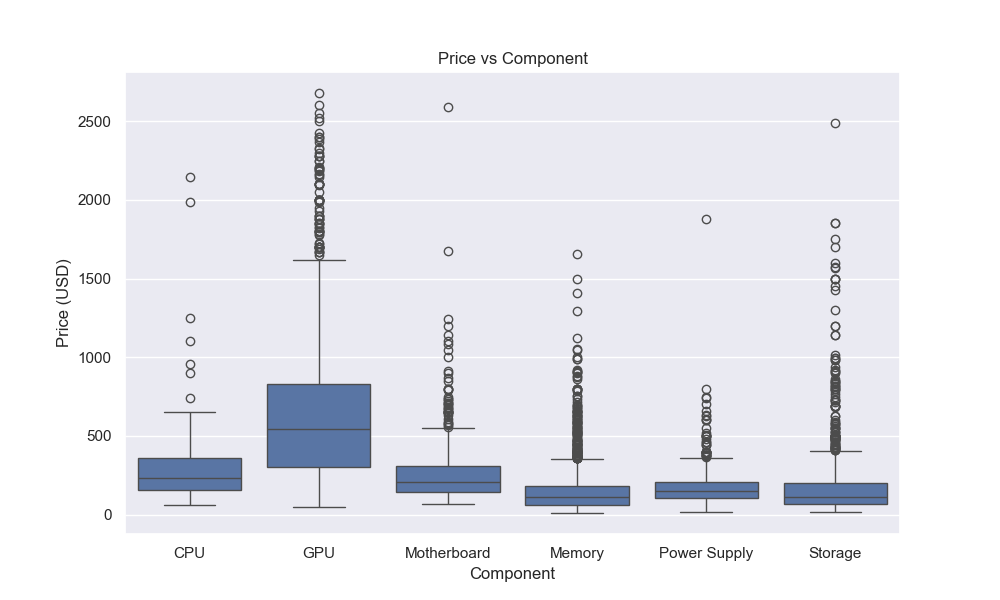 Price vs Component
Price (USD)
2500
2000
1500
1000
500
0
CPU GPU Motherboard Memory Power Supply Storage
Component